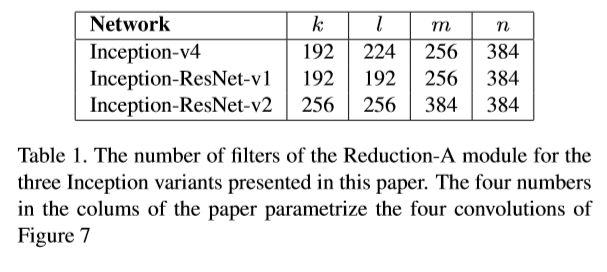 Network k l m n
Inception-v4 192 224 256 384
Inception-ResNet-v1 192 192 256 384
Inception-ResNet-v2 256 256 384 384
Table 1. The number of filters of the Reduction-A module for the
three Inception variants presented in this paper. The four numbers
in the colums of the paper parametrize the four convolutions of
Figure 7